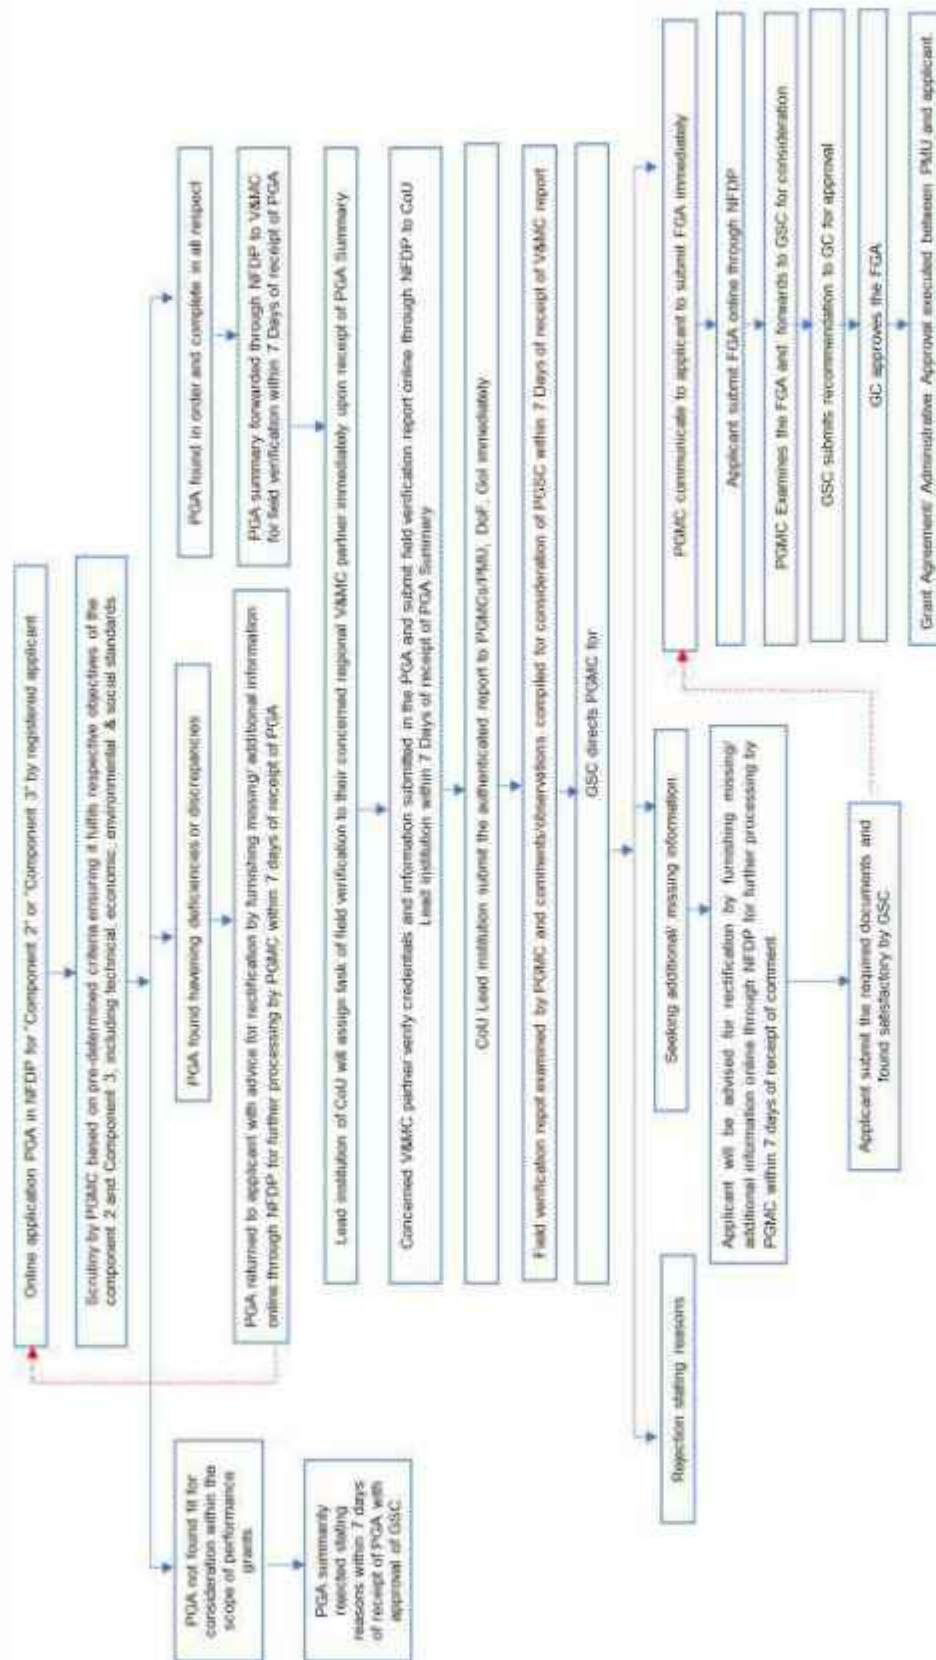 Online application PGA in NFDP for "Component 2" or "Component 3" by registered applicant
Scrutiny by PGMC based on pre-determined criteria ensuring it fulfils respective objectives of the
component 2 and Component 3, including technical, economic, environmental & social standards
PGA not found fit for
consideration within the
scope of performance
grants
PGA summarily
rejected stating
reasons within 7 days
of receipt of PGA with
approval of GSC
PGA found havening deficiencies or discrepancies
PGA returned to applicant with advice for rectification by furnishing missing/ additional information
online through NFDP for further processing by PGMC within 7 days of receipt of PGA
PGA found in order and complete in all respect
PGA summary forwarded through NFDP to V&MC
for field verification within 7 Days of receipt of PGA
Lead institution of CoU will assign task of field verification to their concerned regional V&MC partner immediately upon receipt of PGA Summary
Concerned V&MC partner verify credentials and information submitted in the PGA and submit field verification report online through NFDP to CoU
Lead institution within 7 Days of receipt of PGA Summary
CoU Lead institution submit the authenticated report to PGMCs/PMU, DoF, GoI immediately
Field verification repot examined by PGMC and comments/observations compiled for consideration of PGSC within 7 Days of receipt of V&MC report
GSC directs PGMC for
Rejection stating reasons
Seeking additional/ missing information
Applicant will be advised for rectification by furnishing missing/
additional information online through NFDP for further processing by
PGMC within 7 days of receipt of comment
Applicant submit the required documents and
found satisfactory by GSC
PGMC communicate to applicant to submit FGA immediately
Applicant submit FGA online through NFDP
PGMC Examines the FGA and forwards to GSC for consideration
GSC submits recommendation to GC for approval
GC approves the FGA
Grant Agreement/ Administrative Approval executed between PMU and applicant